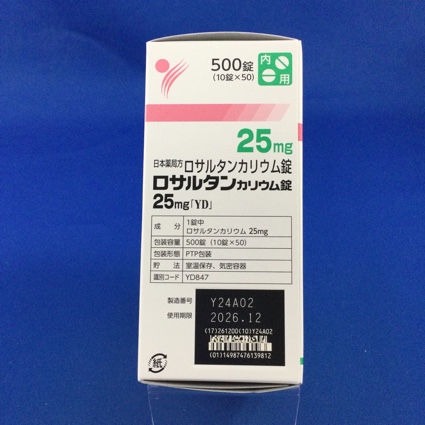 500錠
(10錠×50)
内
用
25mg
日本薬局方 ロサルタンカリウム錠
ロサルタンカリウム錠
25mg「YD」
成 分 1錠中
ロサルタンカリウム 25mg
包装容量 500錠(10錠×50)
包装形態 PTP包装
貯 法 室温保存、気密容器
識別コード YD847
製造番号 Y24A02
使用期限 2026.12
(17)261200(10)Y24A02
(01)14987476139812
紙